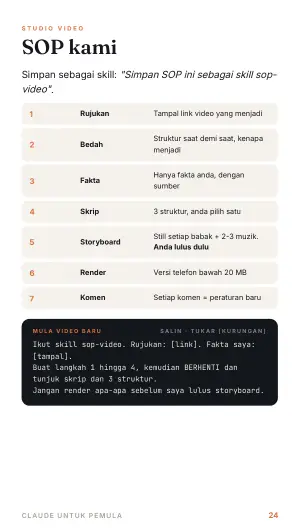 STUDIO VIDEO
SOP kami
Simpan sebagai skill: "Simpan SOP ini sebagai skill sop-
video".
1 Rujukan Tampal link video yang menjadi
2 Bedah Struktur saat demi saat, kenapa
menjadi
3 Fakta Hanya fakta anda, dengan
sumber
4 Skrip 3 struktur, anda pilih satu
5 Storyboard Still setiap babak + 2-3 muzik.
Anda lulus dulu
6 Render Versi telefon bawah 20 MB
7 Komen Setiap komen = peraturan baru
MULA VIDEO BARU SALIN · TUKAR [KURUNGAN]
Ikut skill sop-video. Rujukan: [link]. Fakta saya:
[tampal].
Buat langkah 1 hingga 4, kemudian BERHENTI dan
tunjuk skrip dan 3 struktur.
Jangan render apa-apa sebelum saya lulus storyboard.
CLAUDE UNTUK PEMULA 24